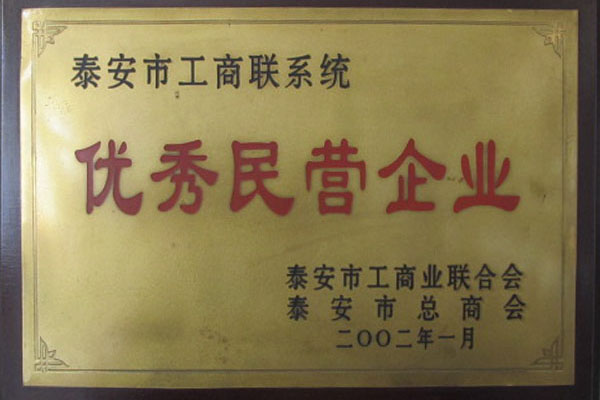 泰安市工商联系统
优秀民营企业
泰安市工商业联合会
泰安市总商会
二〇〇二年一月